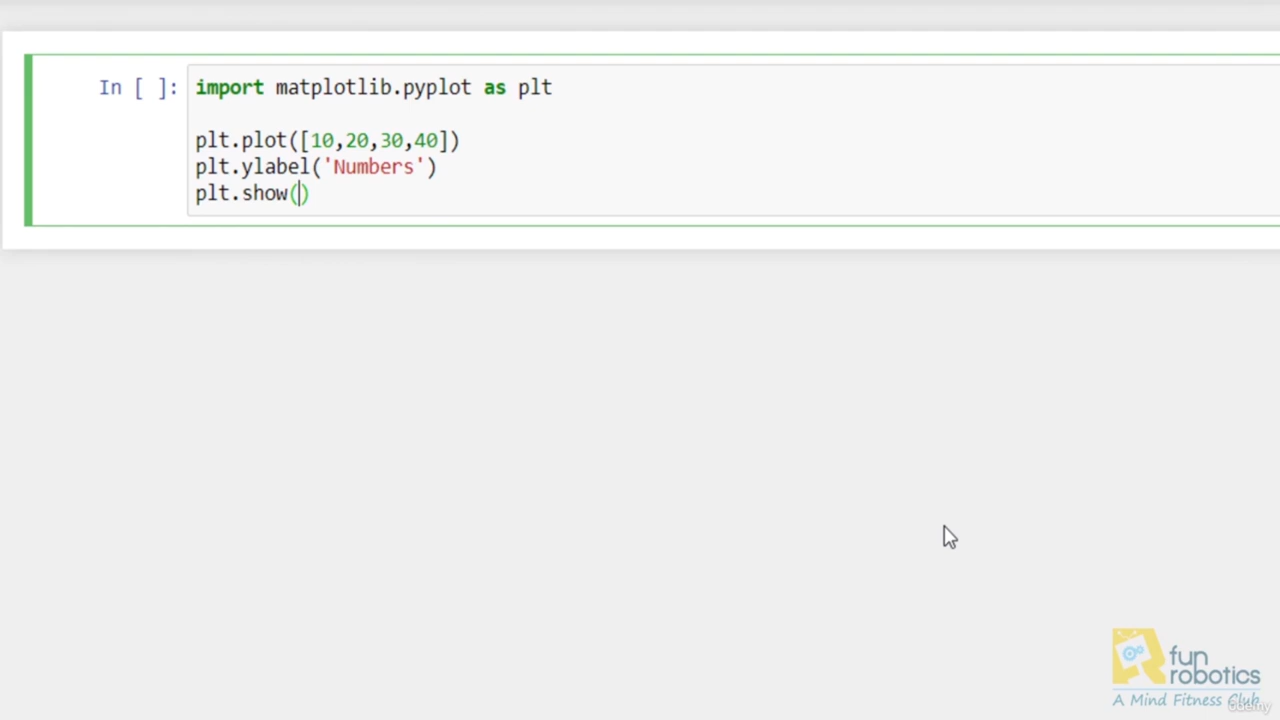 In [ ]:
import matplotlib.pyplot as plt
plt.plot([10,20,30,40])
plt.ylabel('Numbers')
plt.show()
fun
robotics
A Mind Fitness Club
udemy